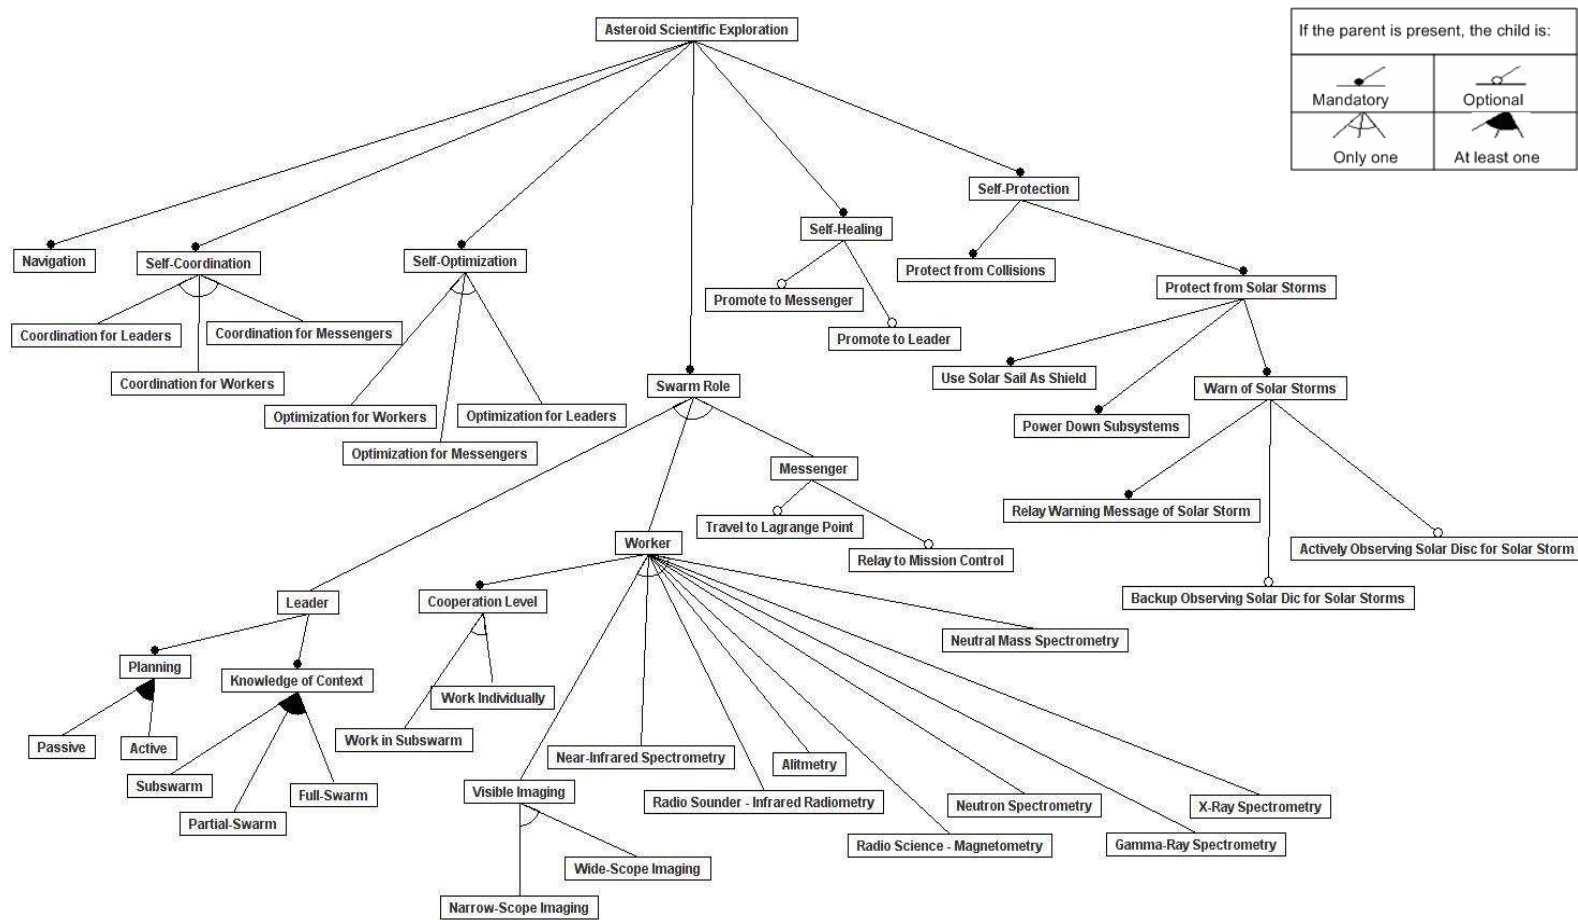 Asteroid Scientific Exploration
If the parent is present, the child is:
Mandatory
Optional
Only one
At least one
Self-Protection
Self-Healing
Navigation
Self-Coordination
Self-Optimization
Protect from Collisions
Protect from Solar Storms
Promote to Messenger
Coordination for Leaders
Coordination for Messengers
Promote to Leader
Coordination for Workers
Use Solar Sail As Shield
Swarm Role
Warn of Solar Storms
Optimization for Workers
Optimization for Leaders
Power Down Subsystems
Optimization for Messengers
Messenger
Relay Warning Message of Solar Storm
Travel to Lagrange Point
Worker
Relay to Mission Control
Actively Observing Solar Disc for Solar Storm
Leader
Cooperation Level
Backup Observing Solar Dic for Solar Storms
Neutral Mass Spectrometry
Planning
Knowledge of Context
Work Individually
Passive
Active
Work in Subswarm
Near-Infrared Spectrometry
Alitmetry
Subswarm
Full-Swarm
Visible Imaging
Radio Sounder - Infrared Radiometry
Neutron Spectrometry
X-Ray Spectrometry
Partial-Swarm
Radio Science - Magnetometry
Gamma-Ray Spectrometry
Wide-Scope Imaging
Narrow-Scope Imaging